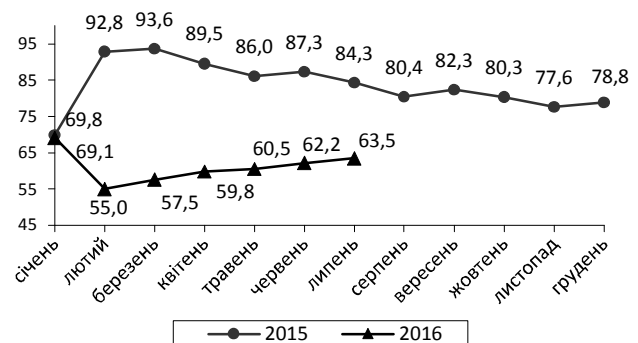 95
85
75
65
55
45
69,8
92,8
93,6
89,5
86,0
87,3
84,3
80,4
82,3
80,3
77,6
78,8
69,1
55,0
57,5
59,8
60,5
62,2
63,5
січень
лютий
березень
квітень
травень
червень
липень
серпень
вересень
жовтень
листопад
грудень
2015
2016